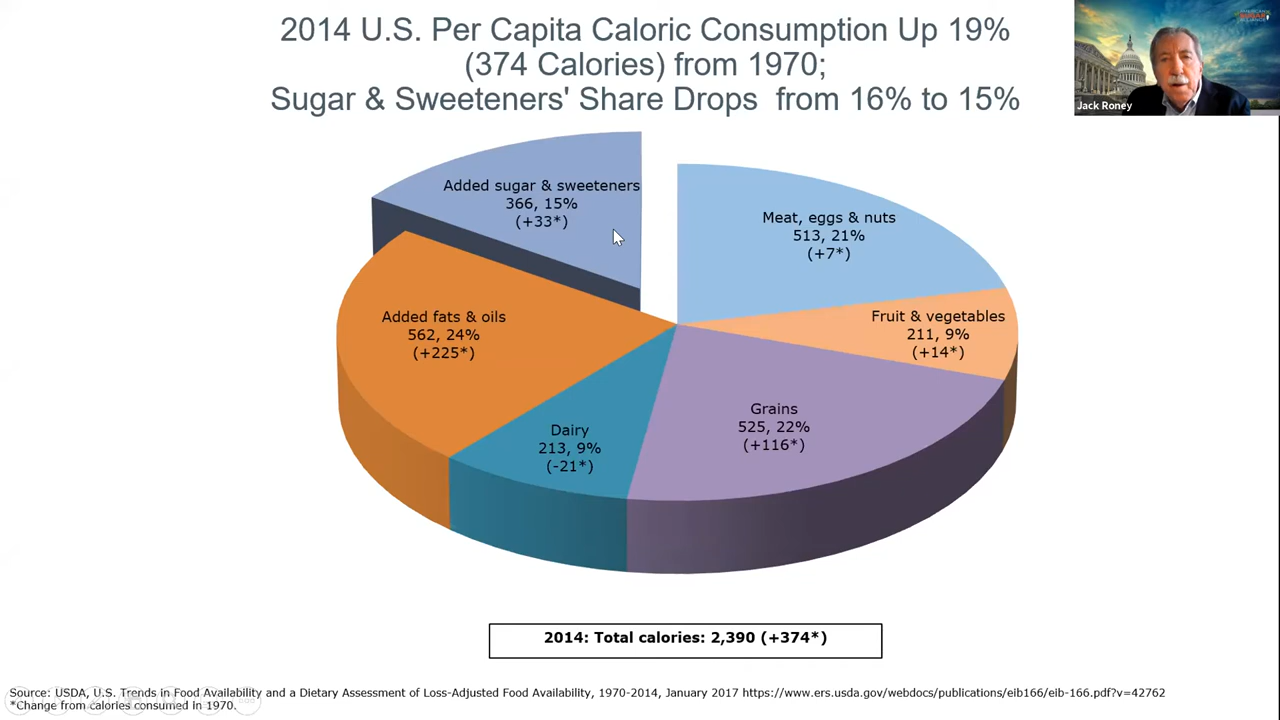 2014 U.S. Per Capita Caloric Consumption Up 19%
(374 Calories) from 1970;
Sugar & Sweeteners' Share Drops from 16% to 15%
Jack Roney
Added sugar & sweeteners
366, 15%
(+33*)
Meat, eggs & nuts
513, 21%
(+7*)
Added fats & oils
562, 24%
(+225*)
Fruit & vegetables
211, 9%
(+14*)
Grains
525, 22%
(+116*)
Dairy
213, 9%
(-21*)
2014: Total calories: 2,390 (+374*)
Source: USDA, U.S. Trends in Food Availability and a Dietary Assessment of Loss-Adjusted Food Availability, 1970-2014, January 2017 https://www.ers.usda.gov/webdocs/publications/eib166/eib-166.pdf?v=42762
*Change from calories consumed in 1970.